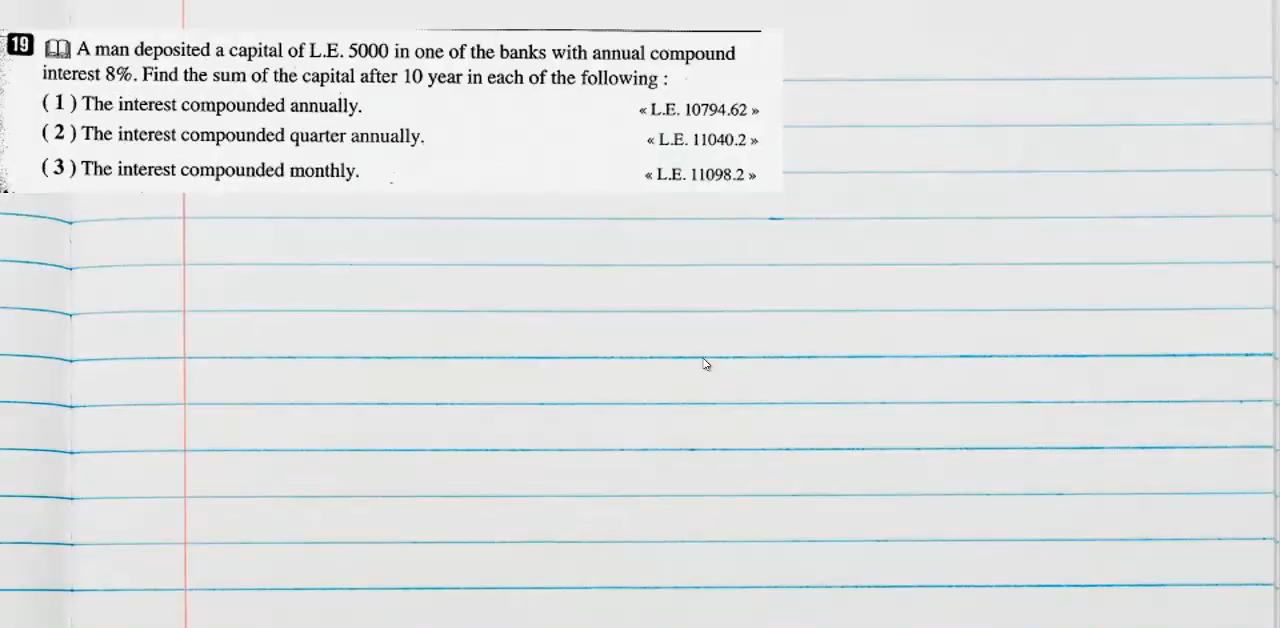 19 A man deposited a capital of L.E. 5000 in one of the banks with annual compound
interest 8%. Find the sum of the capital after 10 year in each of the following :
( 1 ) The interest compounded annually. « L.E. 10794.62 »
( 2 ) The interest compounded quarter annually. « L.E. 11040.2 »
( 3 ) The interest compounded monthly. « L.E. 11098.2 »